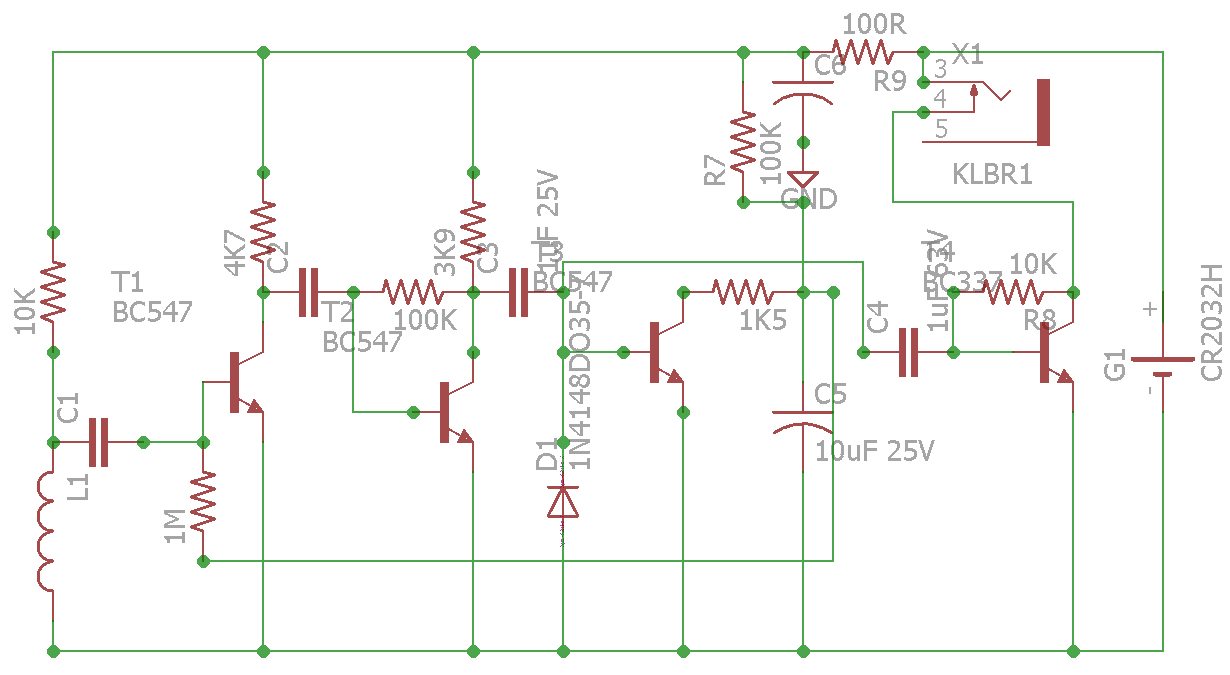 100R
C6
R9
X1
3
4
5
KLBR1
R7
100K
GND
4K7
C2
3K9
C3
1uF 25V
T3
BC547
T1
BC547
10K
T2
BC547
100K
1K5
C4
1uF 63V
T4
BC337
10K
R8
+
G1
-
CR2032H
C1
L1
1M
D1
1N4148DO35-7
C5
10uF 25V